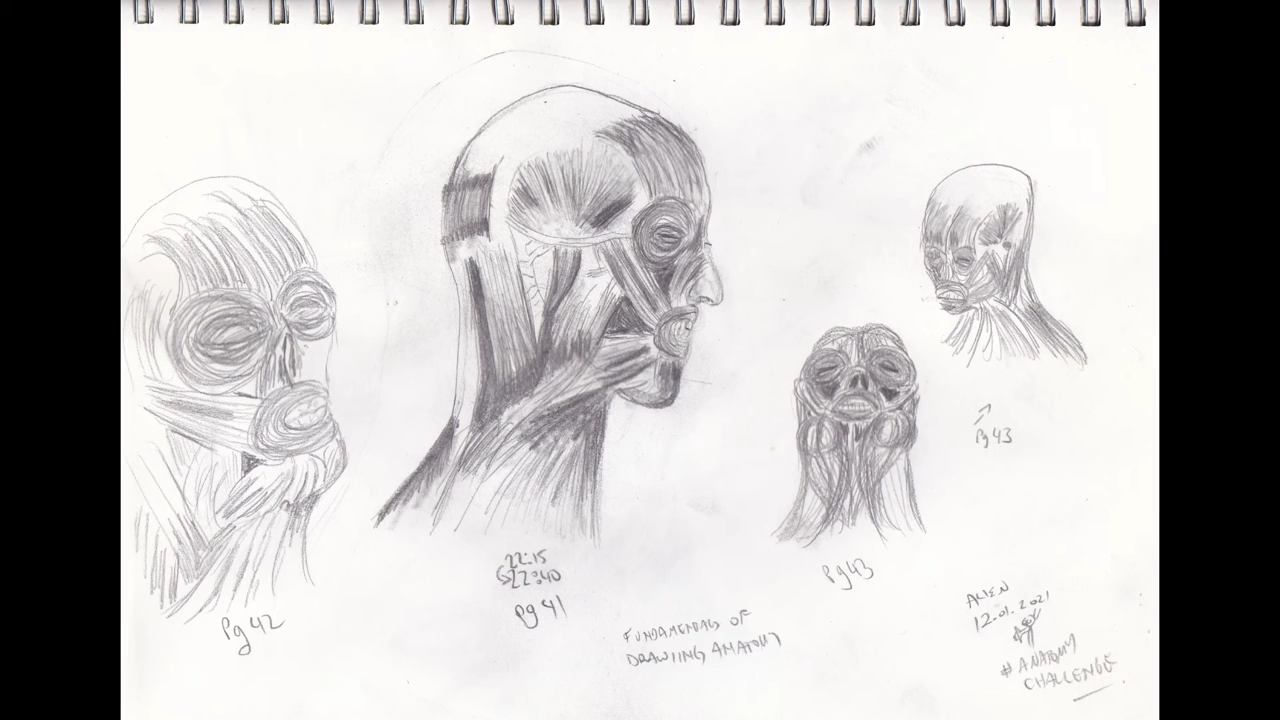 Pg 42
22:15
22:40
Pg 41
FUNDAMENTALS OF
DRAWING ANATOMY
Pg 43
Pg 43
ALIEN
12.01.2021
#ANATOMY
CHALLENGE